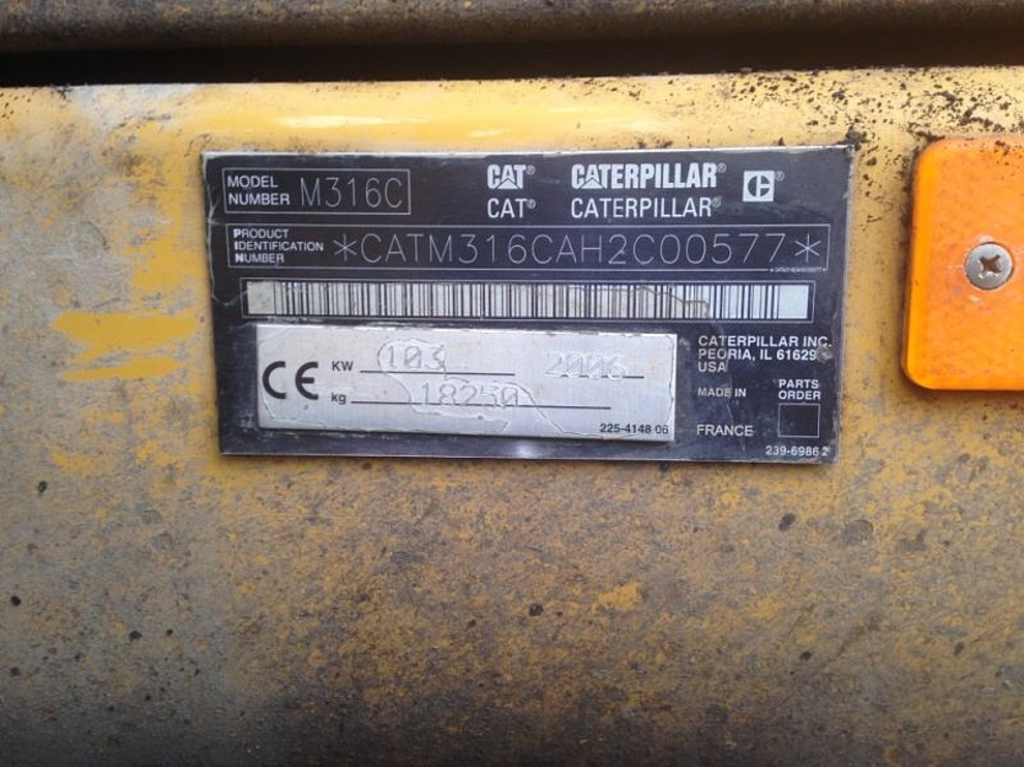 MODEL NUMBER M316C
CAT® CATERPILLAR®
CAT® CATERPILLAR®
PRODUCT IDENTIFICATION NUMBER *CATM316CAH2C00577*
CE KW 103 2006
kg 18250
225-4148 06
CATERPILLAR INC.
PEORIA, IL 61629
USA
MADE IN
FRANCE
PARTS
ORDER
239-6986 2